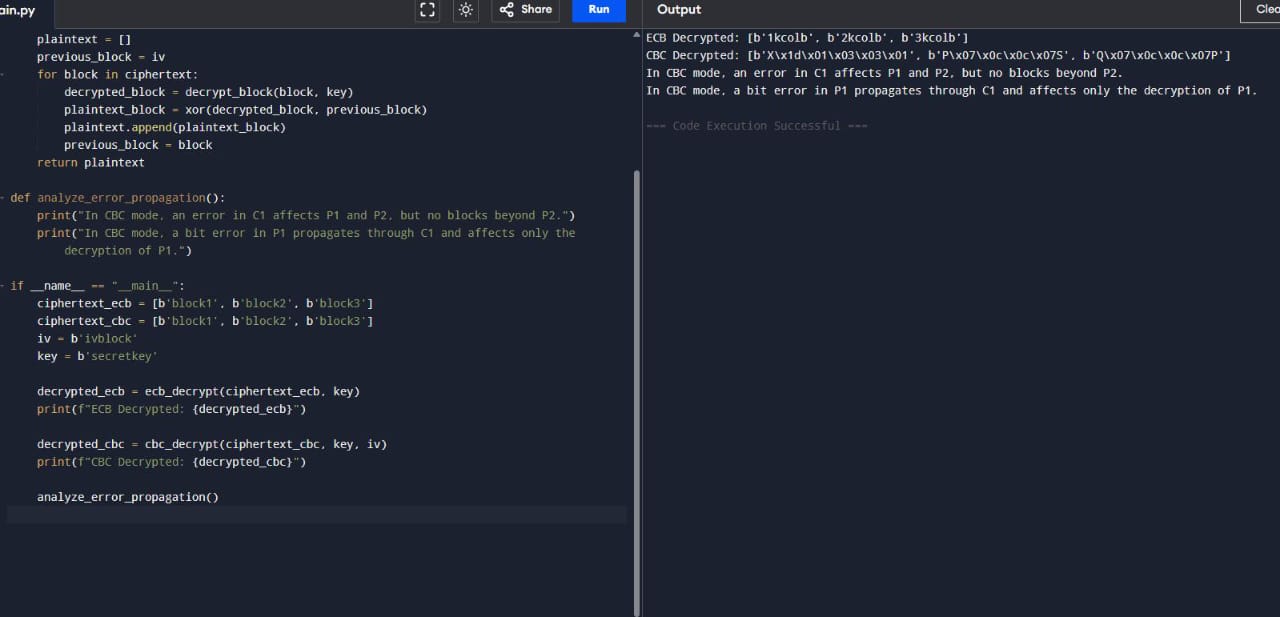 ain.py
Share
Run
Output
Clea
plaintext = []
previous_block = iv
for block in ciphertext:
decrypted_block = decrypt_block(block, key)
plaintext_block = xor(decrypted_block, previous_block)
plaintext.append(plaintext_block)
previous_block = block
return plaintext
def analyze_error_propagation():
print("In CBC mode, an error in C1 affects P1 and P2, but no blocks beyond P2.")
print("In CBC mode, a bit error in P1 propagates through C1 and affects only the
decryption of P1.")
if __name__ == "__main__":
ciphertext_ecb = [b'block1', b'block2', b'block3']
ciphertext_cbc = [b'block1', b'block2', b'block3']
iv = b'ivblock'
key = b'secretkey'
decrypted_ecb = ecb_decrypt(ciphertext_ecb, key)
print(f"ECB Decrypted: {decrypted_ecb}")
decrypted_cbc = cbc_decrypt(ciphertext_cbc, key, iv)
print(f"CBC Decrypted: {decrypted_cbc}")
analyze_error_propagation()
ECB Decrypted: [b'1kcolb', b'2kcolb', b'3kcolb']
CBC Decrypted: [b'X\x1d\x01\x03\x03\x01', b'P\x07\x0c\x0c\x07S', b'Q\x07\x0c\x0c\x07P']
In CBC mode, an error in C1 affects P1 and P2, but no blocks beyond P2.
In CBC mode, a bit error in P1 propagates through C1 and affects only the decryption of P1.
=== Code Execution Successful ===